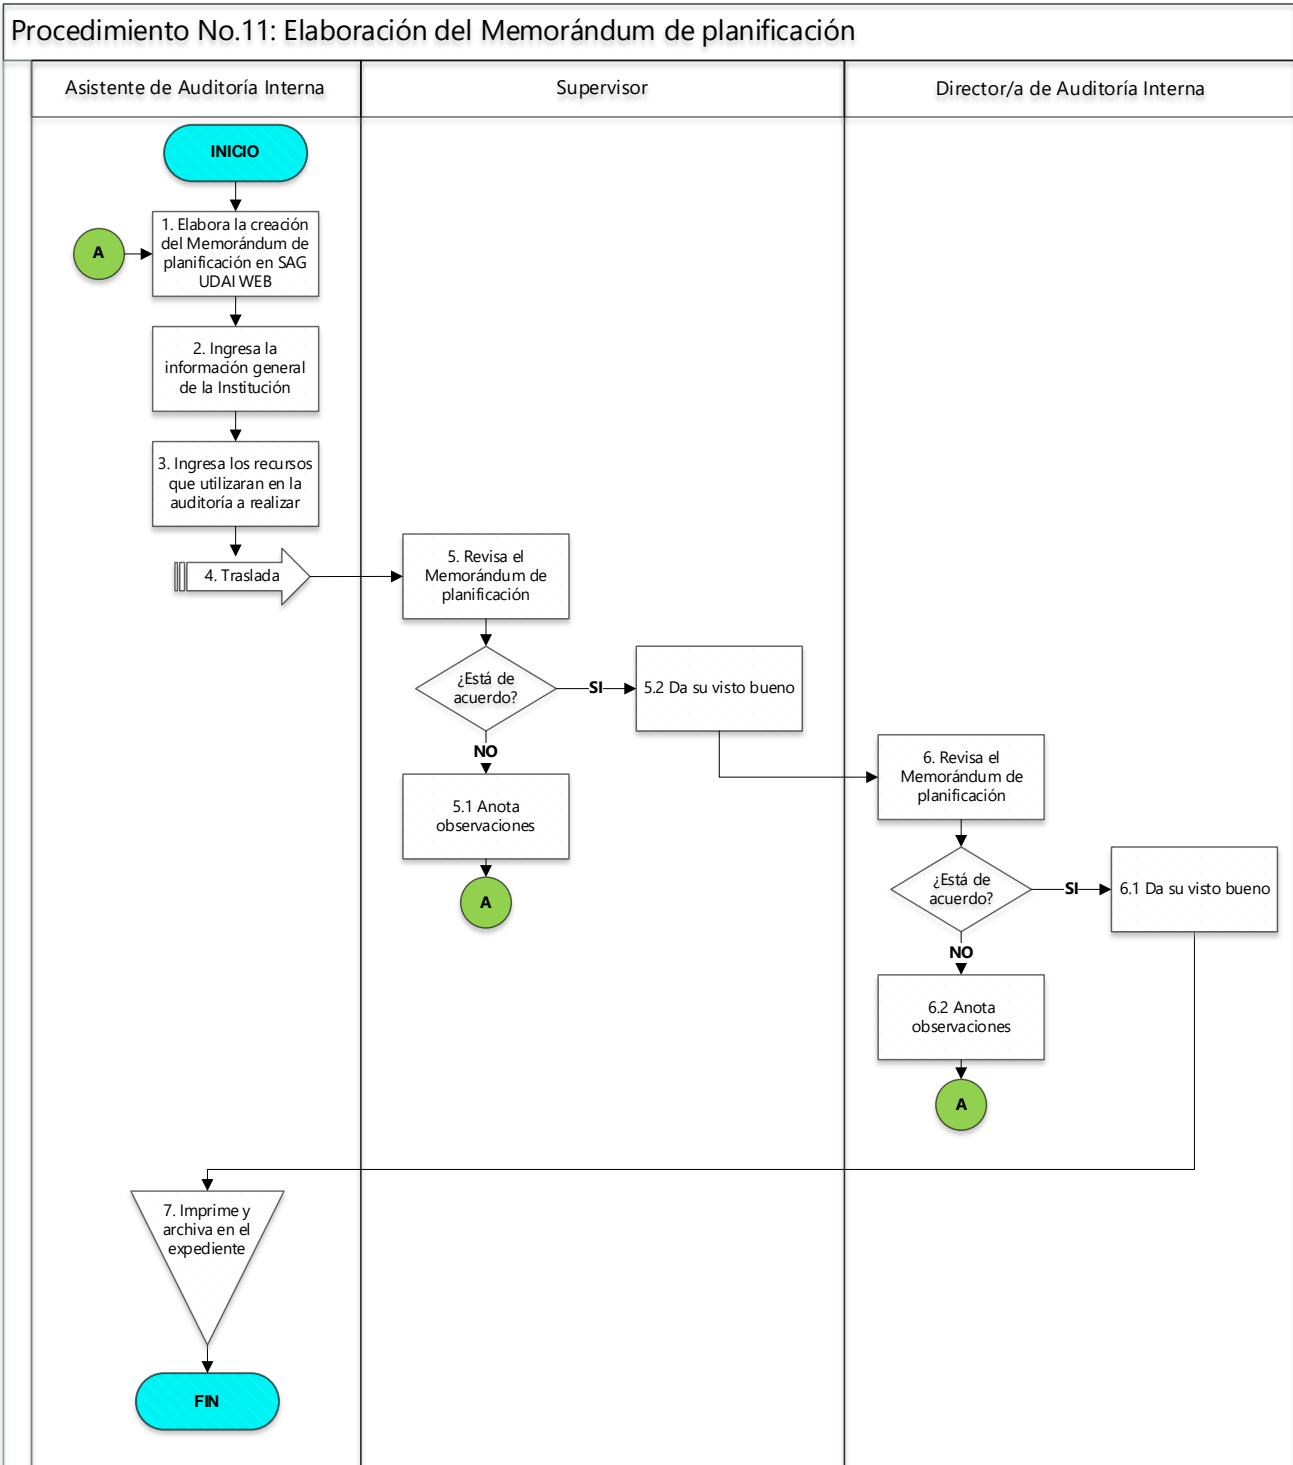 Procedimiento No.11: Elaboración del Memorándum de planificación
Asistente de Auditoría Interna
Supervisor
Director/a de Auditoría Interna
INICIO
A
1. Elabora la creación
del Memorándum de
planificación en SAG
UDAI WEB
2. Ingresa la
información general
de la Institución
3. Ingresa los recursos
que utilizaran en la
auditoría a realizar
4. Traslada
5. Revisa el
Memorándum de
planificación
¿Está de
acuerdo?
SI
5.2 Da su visto bueno
NO
5.1 Anota
observaciones
A
6. Revisa el
Memorándum de
planificación
¿Está de
acuerdo?
SI
6.1 Da su visto bueno
NO
6.2 Anota
observaciones
A
7. Imprime y
archiva en el
expediente
FIN